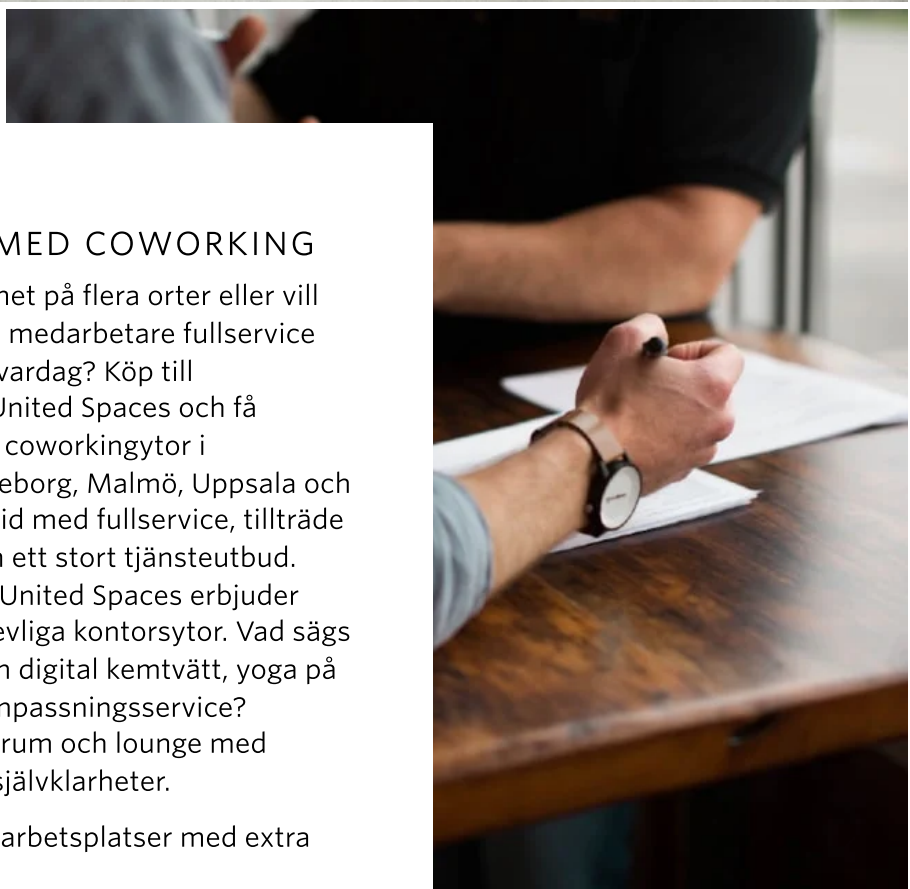 MED COWORKING
het på flera orter eller vill
medarbetare fullservice
vardag? Köp till
United Spaces och få
coworkingytor i
eborg, Malmö, Uppsala och
id med fullservice, tillträde
ett stort tjänsteutbud.
United Spaces erbjuder
evliga kontorsytor. Vad sägs
digital kemtvätt, yoga på
npassningsservice?
rum och lounge med
självklarheter.
arbetsplatser med extra